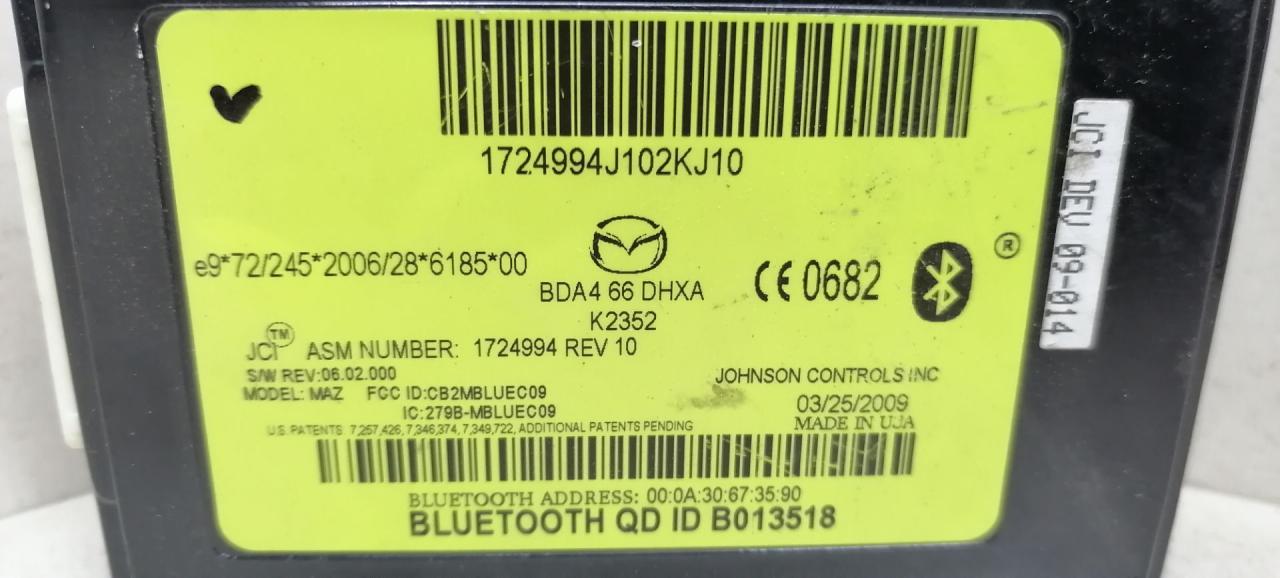 1724994J102KJ10
e9*72/245*2006/28*6185*00
BDA4 66 DHXA
K2352
CE 0682
®
JCI™ ASM NUMBER: 1724994 REV 10
S/W REV:06.02.000
MODEL: MAZ FCC ID:CB2MBLUEC09
IC:279B-MBLUEC09
JOHNSON CONTROLS INC
03/25/2009
MADE IN USA
U.S. PATENTS 7,257,426, 7,346,374, 7,349,722, ADDITIONAL PATENTS PENDING
BLUETOOTH ADDRESS: 00:0A:30:67:35:90
BLUETOOTH QD ID B013518
JCI DEV 09-014